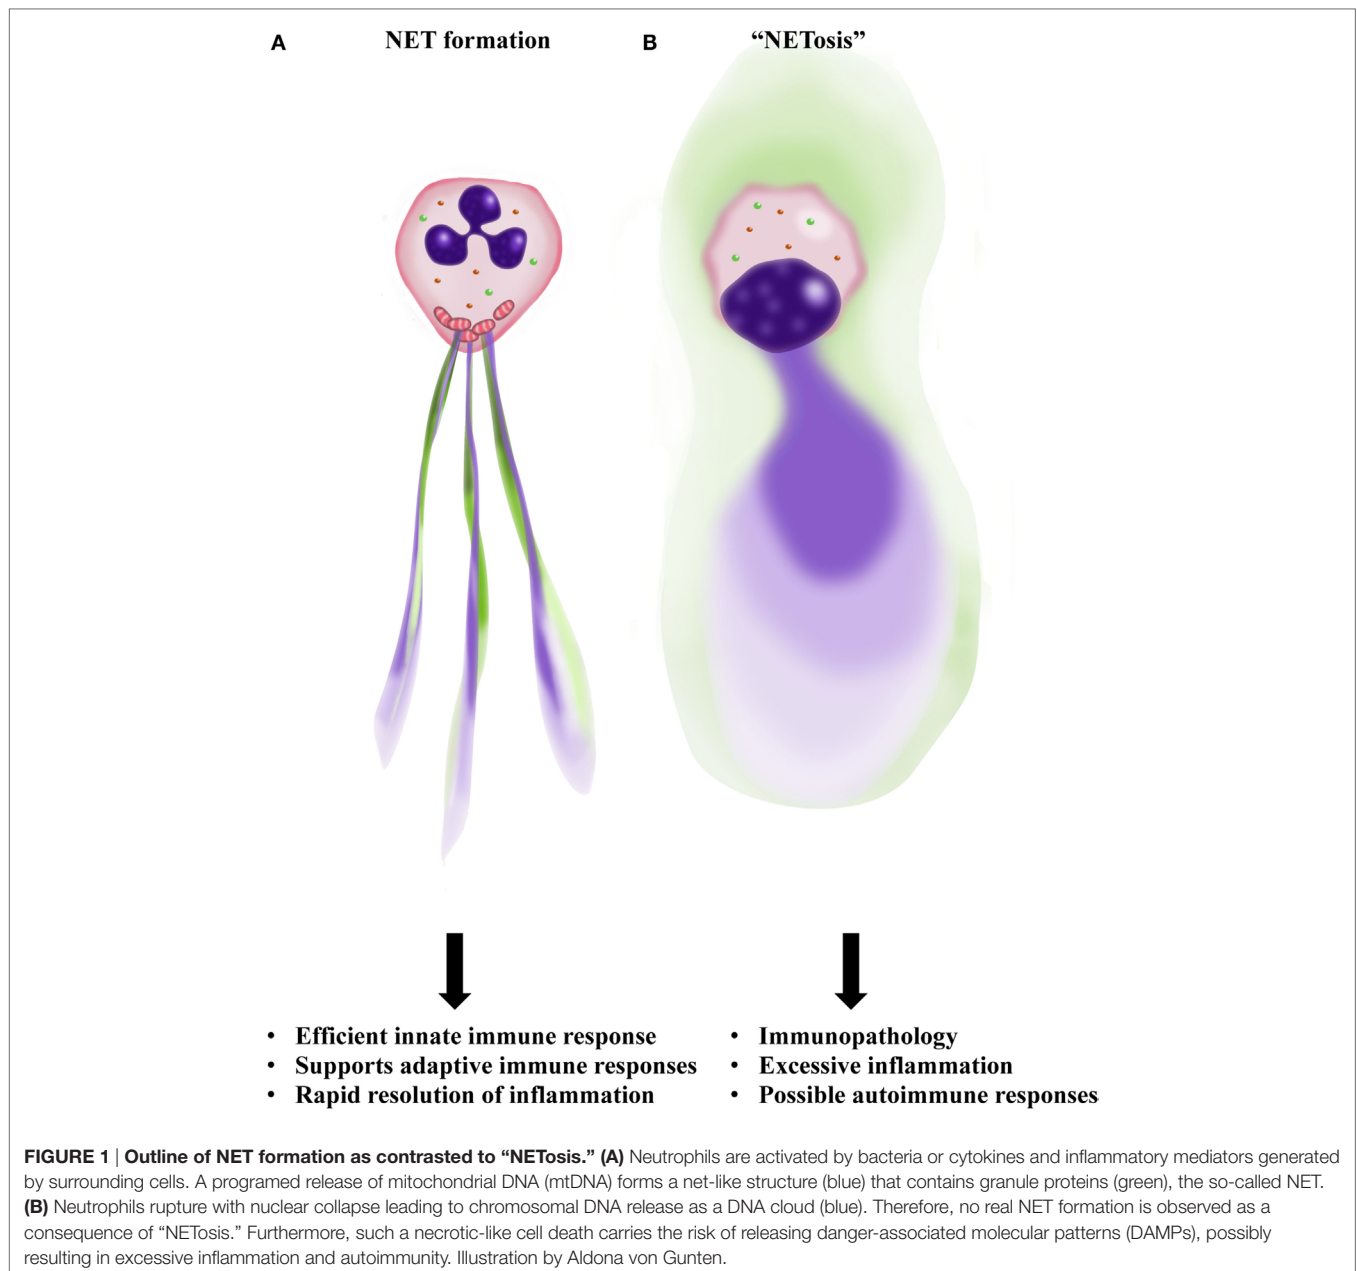 A NET formation B “NETosis”
• Efficient innate immune response
• Supports adaptive immune responses
• Rapid resolution of inflammation
• Immunopathology
• Excessive inflammation
• Possible autoimmune responses
FIGURE 1 | Outline of NET formation as contrasted to “NETosis.” (A) Neutrophils are activated by bacteria or cytokines and inflammatory mediators generated
by surrounding cells. A programed release of mitochondrial DNA (mtDNA) forms a net-like structure (blue) that contains granule proteins (green), the so-called NET.
(B) Neutrophils rupture with nuclear collapse leading to chromosomal DNA release as a DNA cloud (blue). Therefore, no real NET formation is observed as a
consequence of “NETosis.” Furthermore, such a necrotic-like cell death carries the risk of releasing danger-associated molecular patterns (DAMPs), possibly
resulting in excessive inflammation and autoimmunity. Illustration by Aldona von Gunten.